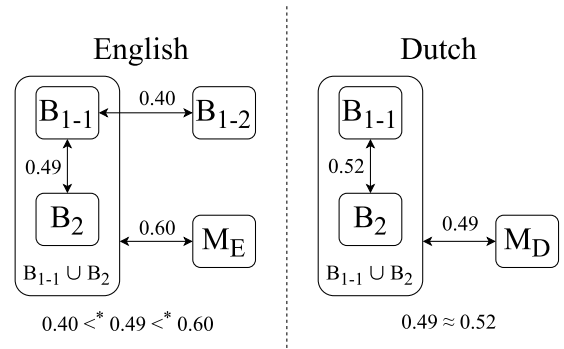 English
B1-1
0.40
B1-2
0.49
B2
0.60
ME
B1-1 ∪ B2
0.40 <* 0.49 <* 0.60
Dutch
B1-1
0.52
B2
0.49
MD
B1-1 ∪ B2
0.49 ≈ 0.52